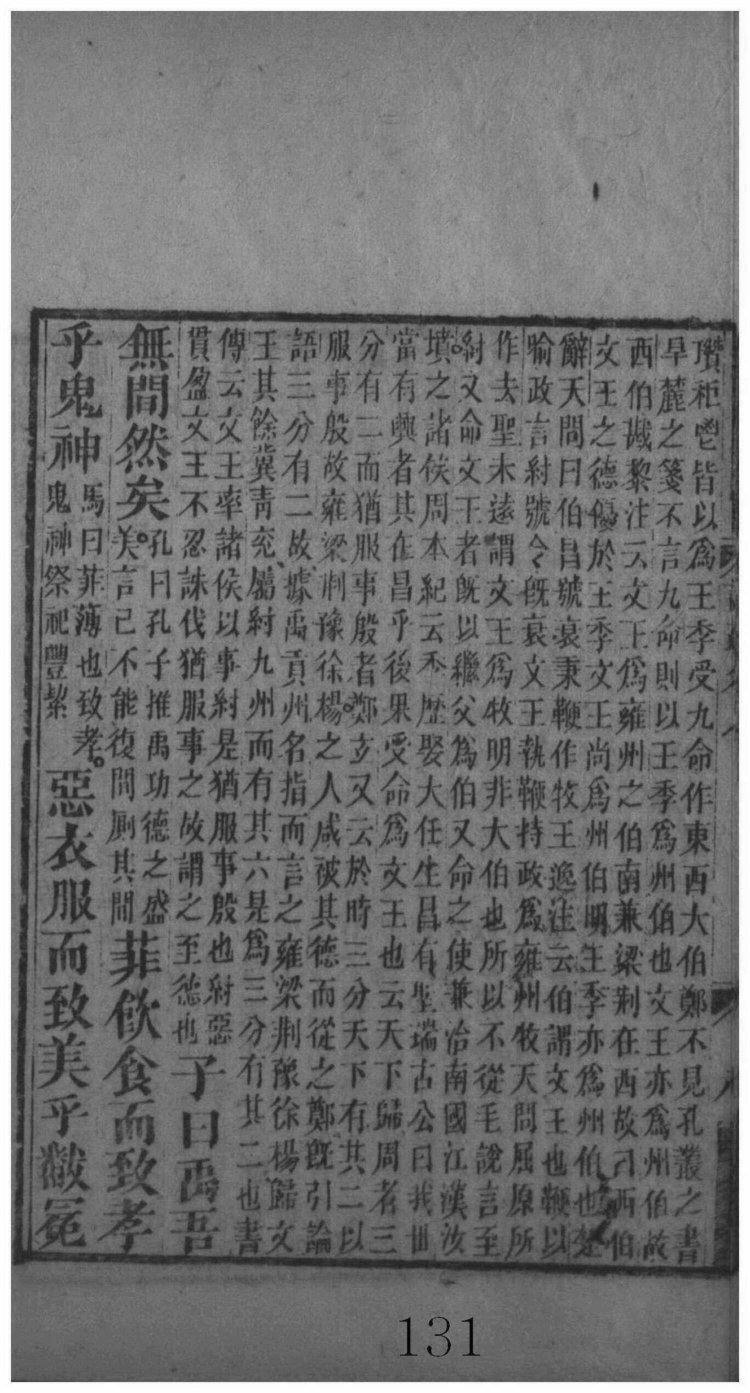 瓚秬鬯皆以爲王季受九命作東西大伯鄭不見孔叢之書
旱麓之箋不言九命則以王季爲州伯也文王亦爲州伯故
西伯戡黎注云文王爲雍州之伯南兼梁荆在西故曰西伯
文王之德優於王季文王尚爲州伯明王季亦爲州伯也楚
辭天問曰伯昌號衰秉鞭作牧王逸注云伯謂文王也鞭以
喻政言紂號令旣衰文王執鞭持政爲雍州牧天問屈原所
作去聖未遠謂文王爲牧明非大伯也所以不從毛說言至
紂又命文王者旣以繼父爲伯又命之使兼治南國江漢汝
墳之諸侯周本紀云季歷娶大任生昌有聖瑞古公曰我世
當有興者其在昌乎後果受命爲文王也云天下歸周者三
分有二而猶服事殷者鄭玄又云於時三分天下有其二以
服事殷故雍梁荆豫徐楊之人咸被其德而從之鄭旣引論
語三分有二故據禹貢州名指而言之雍梁荆豫徐楊歸文
王其餘冀靑兗屬紂九州而有其六是爲三分有其二也書
傳云文王率諸侯以事紂是猶服事殷也紂惡
貫盈文王不忍誅伐猶服事之故謂之至德也
子曰禹吾
無間然矣
孔曰孔子推禹功德之盛
美言已不能復間厠其間
菲飲食而致孝
乎鬼神
馬曰菲薄也致孝
鬼神祭祀豐絜
惡衣服而致美乎黻冕
131